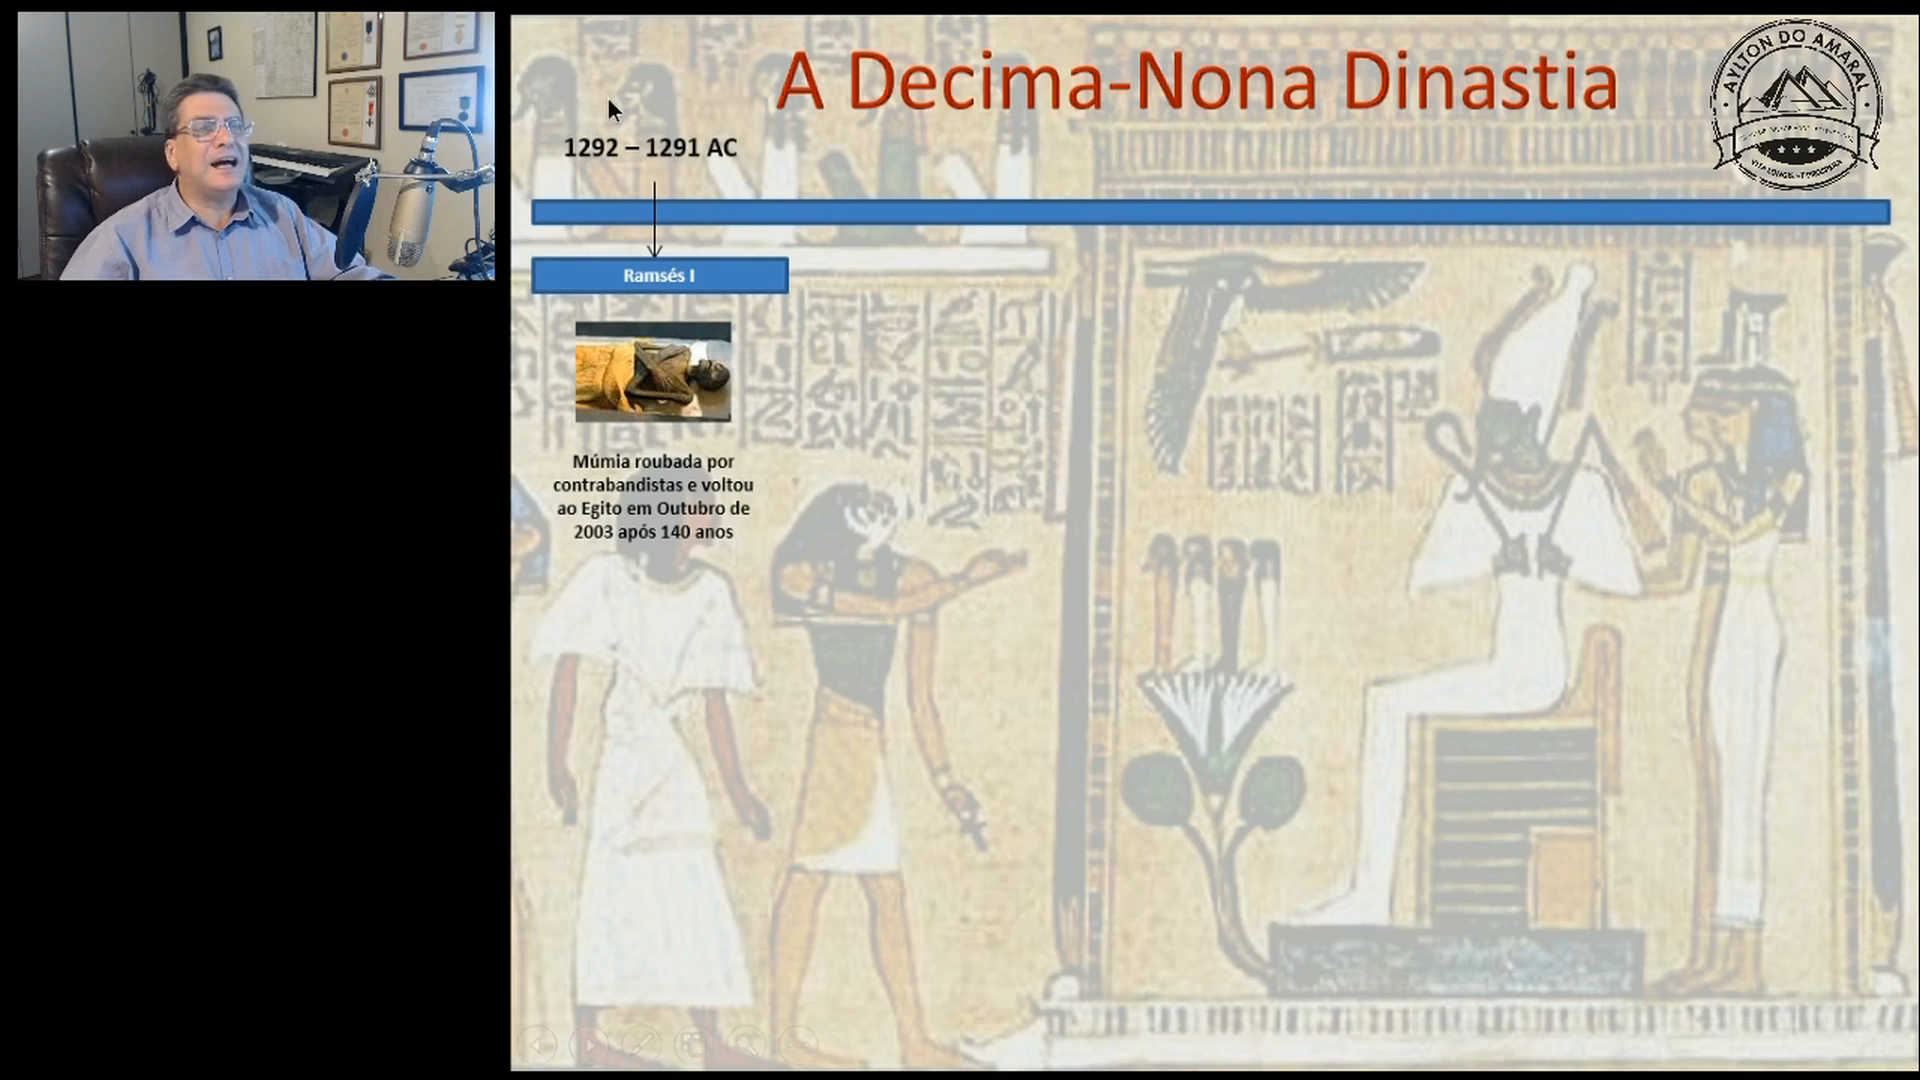 A Decima-Nona Dinastia
AYLTON DO AMARAL
1292 – 1291 AC
Ramsés I
Múmia roubada por
contrabandistas e voltou
ao Egito em Outubro de
2003 após 140 anos